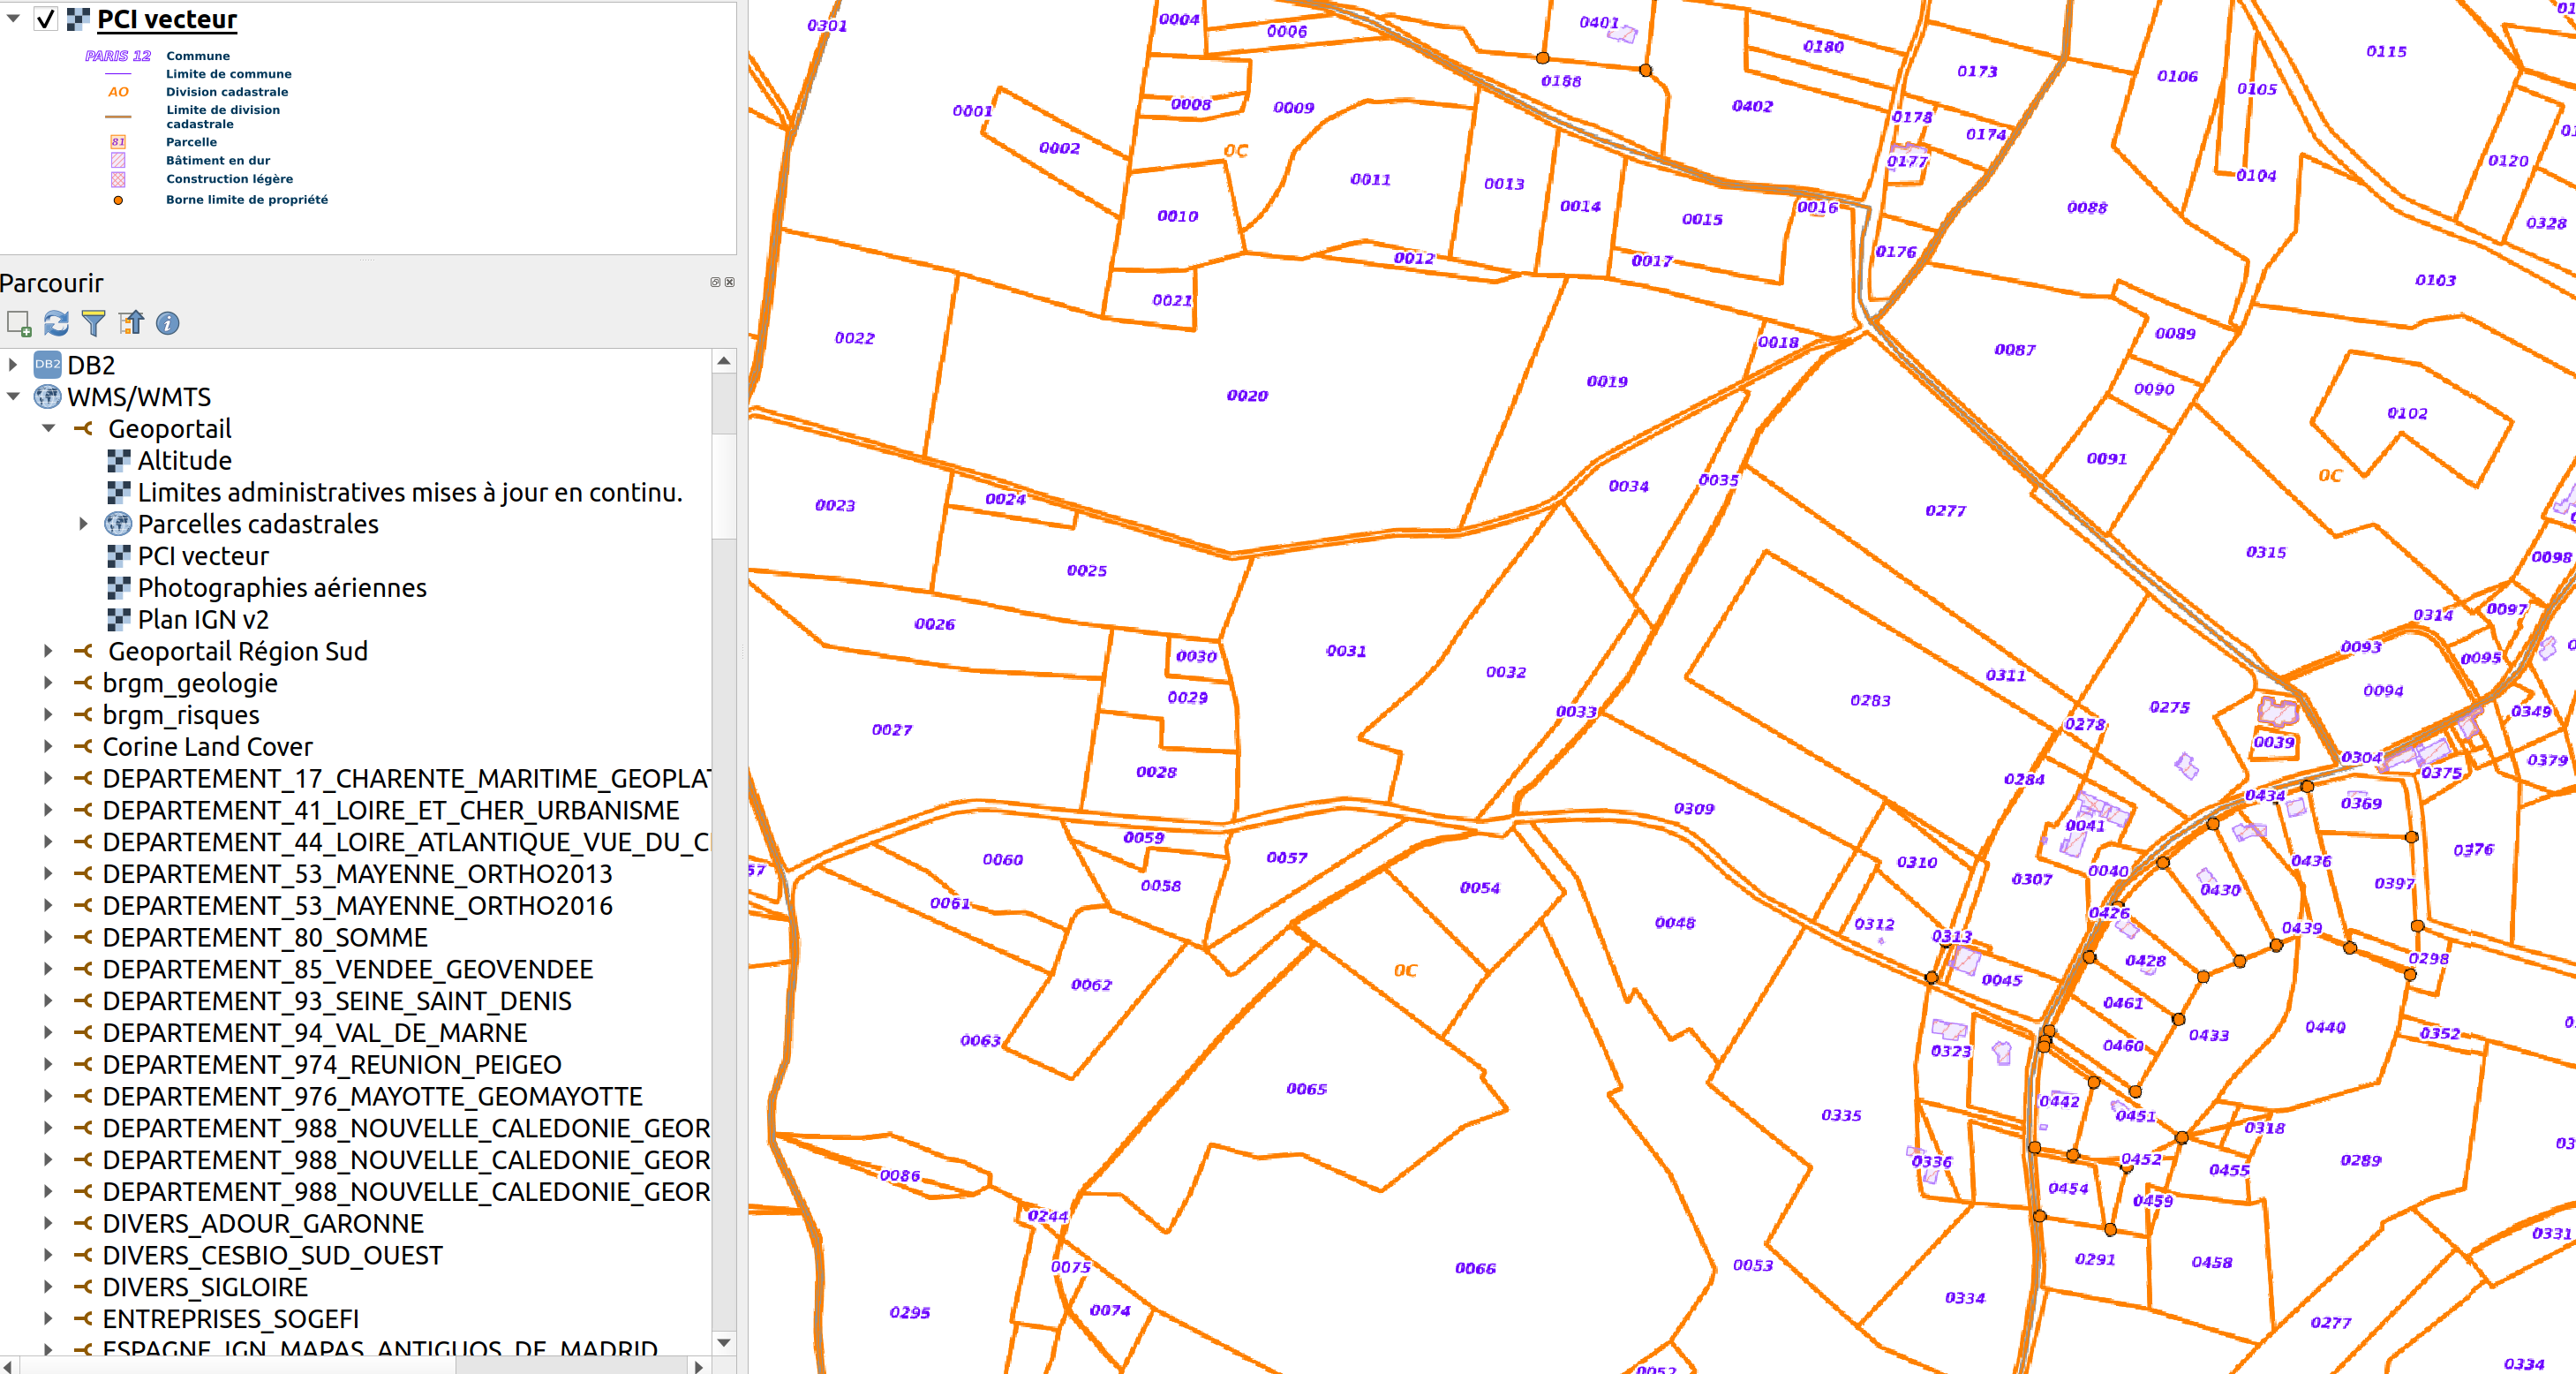 PCI vecteur
PARIS 12 Commune
Limite de commune
AO Division cadastrale
Limite de division
cadastrale
81 Parcelle
Bâtiment en dur
Construction légère
Borne limite de propriété
Parcourir
DB2 DB2
WMS/WMTS
Geoportail
Altitude
Limites administratives mises à jour en continu.
Parcelles cadastrales
PCI vecteur
Photographies aériennes
Plan IGN v2
Geoportail Région Sud
brgm_geologie
brgm_risques
Corine Land Cover
DEPARTEMENT_17_CHARENTE_MARITIME_GEOPLAT
DEPARTEMENT_41_LOIRE_ET_CHER_URBANISME
DEPARTEMENT_44_LOIRE_ATLANTIQUE_VUE_DU_C
DEPARTEMENT_53_MAYENNE_ORTHO2013
DEPARTEMENT_53_MAYENNE_ORTHO2016
DEPARTEMENT_80_SOMME
DEPARTEMENT_85_VENDEE_GEOVENDEE
DEPARTEMENT_93_SEINE_SAINT_DENIS
DEPARTEMENT_94_VAL_DE_MARNE
DEPARTEMENT_974_REUNION_PEIGEO
DEPARTEMENT_976_MAYOTTE_GEOMAYOTTE
DEPARTEMENT_988_NOUVELLE_CALEDONIE_GEOR
DEPARTEMENT_988_NOUVELLE_CALEDONIE_GEOR
DEPARTEMENT_988_NOUVELLE_CALEDONIE_GEOR
DIVERS_ADOUR_GARONNE
DIVERS_CESBIO_SUD_OUEST
DIVERS_SIGLOIRE
ENTREPRISES_SOGEFI
ESPAGNE_IGN_MAPAS_ANTIGUOS_DE_MADRID
0301 0004 0006 0401 0180 0115
0188 0173 0106 0105
0001 0008 0009 0402 0178 0174
0002 0C 0177 0120
0011 0013 0104
0010 0014 0015 0016 0088 0328
0012 0017 0176 0103
0021
0022 0018 0087 0089
0020 0019 0090 0102
0091 0C
0023 0024 0034 0035 0277
0315 0098
0025
0026 0314 0097
0030 0031 0093 0095
0029 0032 0311 0094
0027 0033 0283 0278 0275 0349
0028 0039 0304 0375 0379
0284 0434 0369
0059 0309 0041
0060 0057 0310 0436 0376
0058 0054 0307 0040 0430 0397
0061 0048 0312 0426 0439
0313
0C 0428 0298
0062 0045 0461
0063 0323 0460 0433 0440 0352
0065 0442
0335 0451 0318
0336 0452 0455 0289
0086 0454 0459
0244 0331
0075 0066 0053 0291 0458
0295 0074 0334 0277
0052 0334